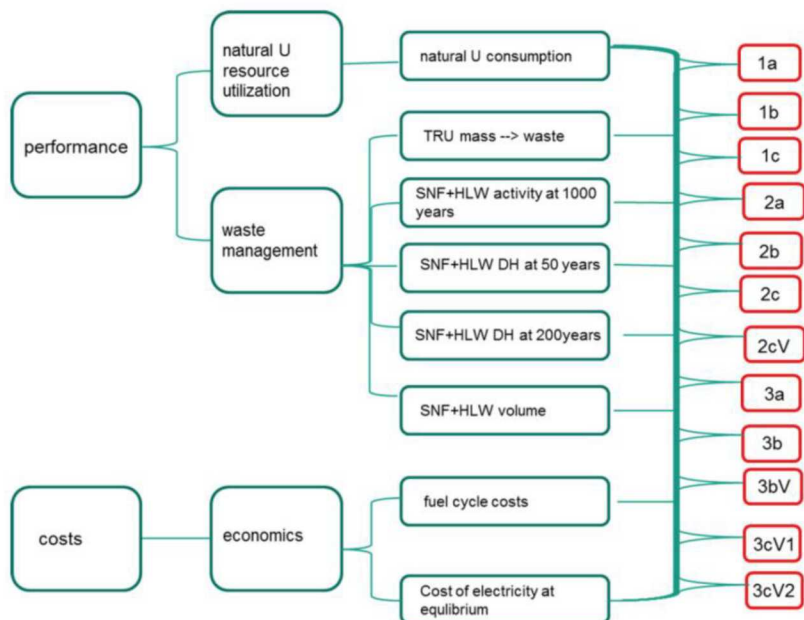 performance
costs
natural U
resource
utilization
waste
management
economics
natural U consumption
TRU mass --> waste
SNF+HLW activity at 1000
years
SNF+HLW DH at 50 years
SNF+HLW DH at 200years
SNF+HLW volume
fuel cycle costs
Cost of electricity at
equlibrium
1a
1b
1c
2a
2b
2c
2cV
3a
3b
3bV
3cV1
3cV2